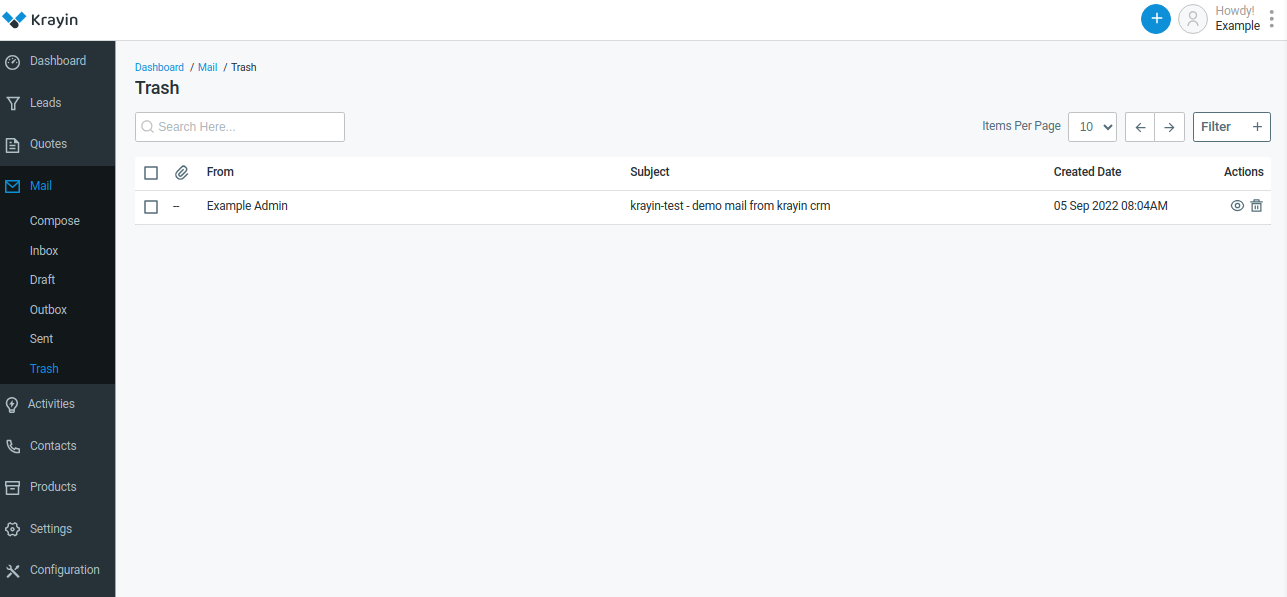 Krayin
Howdy!
Example
Dashboard
Leads
Quotes
Mail
Compose
Inbox
Draft
Outbox
Sent
Trash
Activities
Contacts
Products
Settings
Configuration
Dashboard / Mail / Trash
Trash
Search Here...
Items Per Page 10 Filter +
From Subject Created Date Actions
-- Example Admin krayin-test - demo mail from krayin crm 05 Sep 2022 08:04AM